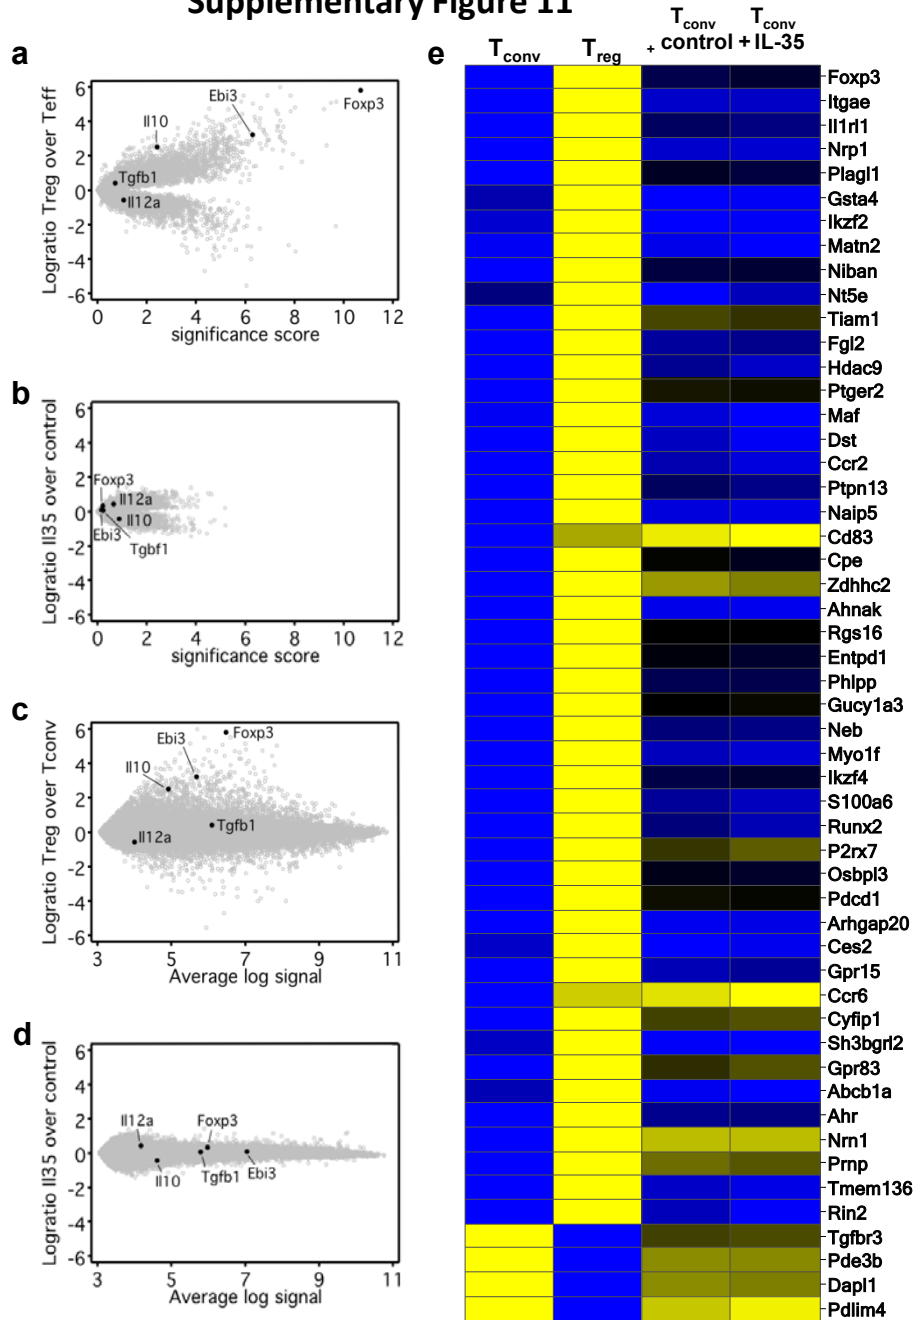 Supplementary Figure 11
a
Logratio Treg over Teff
6
4
2
0
-2
-4
-6
Ebi3
Foxp3
Il10
Tgfb1
Il12a
0 2 4 6 8 10 12
significance score
b
Logratio Il35 over control
6
4
2
0
-2
-4
-6
Foxp3
Il12a
Il10
Ebi3
Tgbf1
0 2 4 6 8 10 12
significance score
c
Logratio Treg over Tconv
6
4
2
0
-2
-4
-6
Ebi3
Foxp3
Il10
Il12a
Tgfb1
3 5 7 9 11
Average log signal
d
Logratio Il35 over control
6
4
2
0
-2
-4
-6
Il12a
Foxp3
Il10
Tgfb1
Ebi3
3 5 7 9 11
Average log signal
e
Tconv
Treg
Tconv + control
Tconv + IL-35
Foxp3
Itgae
Il1rl1
Nrp1
Plagl1
Gsta4
Ikzf2
Matn2
Niban
Nt5e
Tiam1
Fgl2
Hdac9
Ptger2
Maf
Dst
Ccr2
Ptpn13
Naip5
Cd83
Cpe
Zdhhc2
Ahnak
Rgs16
Entpd1
Phlpp
Gucy1a3
Neb
Myo1f
Ikzf4
S100a6
Runx2
P2rx7
Osbpl3
Pdcd1
Arhgap20
Ces2
Gpr15
Ccr6
Cyfip1
Sh3bgrl2
Gpr83
Abcb1a
Ahr
Nrn1
Prnp
Tmem136
Rin2
Tgfbr3
Pde3b
Dapl1
Pdlim4